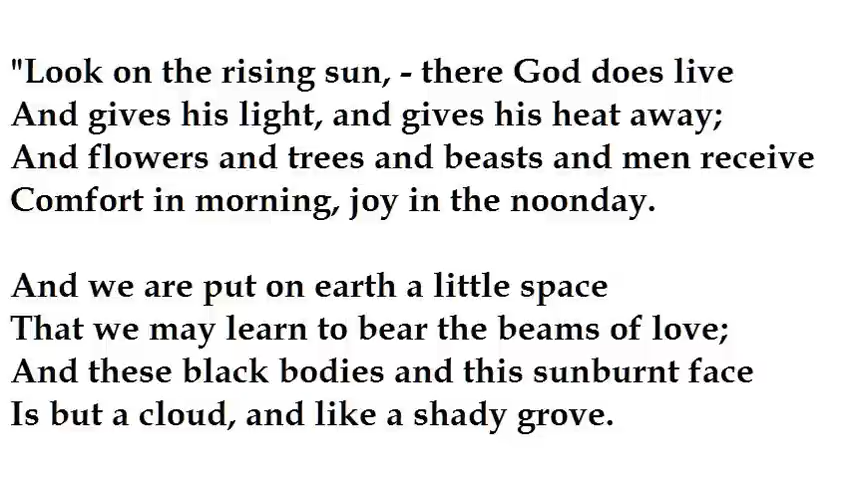 "Look on the rising sun, - there God does live
And gives his light, and gives his heat away;
And flowers and trees and beasts and men receive
Comfort in morning, joy in the noonday.

And we are put on earth a little space
That we may learn to bear the beams of love;
And these black bodies and this sunburnt face
Is but a cloud, and like a shady grove.